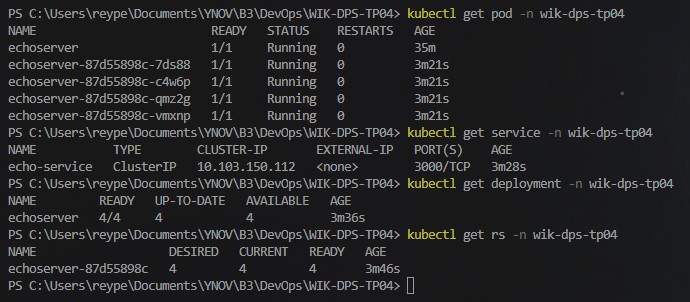 PS C:\Users\reype\Documents\YNOV\B3\DevOps\WIK-DPS-TP04> kubectl get pod -n wik-dps-tp04
NAME READY STATUS RESTARTS AGE
echoserver 1/1 Running 0 35m
echoserver-87d55898c-7ds88 1/1 Running 0 3m21s
echoserver-87d55898c-c4w6p 1/1 Running 0 3m21s
echoserver-87d55898c-qmz2g 1/1 Running 0 3m21s
echoserver-87d55898c-vmxnp 1/1 Running 0 3m21s
PS C:\Users\reype\Documents\YNOV\B3\DevOps\WIK-DPS-TP04> kubectl get service -n wik-dps-tp04
NAME TYPE CLUSTER-IP EXTERNAL-IP PORT(S) AGE
echo-service ClusterIP 10.103.150.112 <none> 3000/TCP 3m28s
PS C:\Users\reype\Documents\YNOV\B3\DevOps\WIK-DPS-TP04> kubectl get deployment -n wik-dps-tp04
NAME READY UP-TO-DATE AVAILABLE AGE
echoserver 4/4 4 4 3m36s
PS C:\Users\reype\Documents\YNOV\B3\DevOps\WIK-DPS-TP04> kubectl get rs -n wik-dps-tp04
NAME DESIRED CURRENT READY AGE
echoserver-87d55898c 4 4 4 3m46s
PS C:\Users\reype\Documents\YNOV\B3\DevOps\WIK-DPS-TP04>